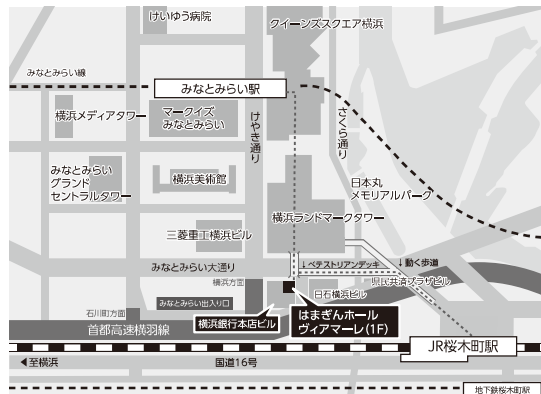 けいゆう病院
クイーンズスクエア横浜
みなとみらい線
みなとみらい駅
横浜メディアタワー
マークイズ
みなとみらい
けやき通り
さくら通り
みなとみらい
グランド
セントラルタワー
横浜美術館
日本丸
メモリアルパーク
横浜ランドマークタワー
三菱重工横浜ビル
みなとみらい大通り
↓ペデストリアンデッキ
↓動く歩道
横浜方面
日石横浜ビル
県民共済プラザビル
みなとみらい出入り口
石川町方面
首都高速横羽線
横浜銀行本店ビル
はまぎんホール
ヴィアマーレ(1F)
JR桜木町駅
◀至横浜
国道16号
地下鉄桜木町駅